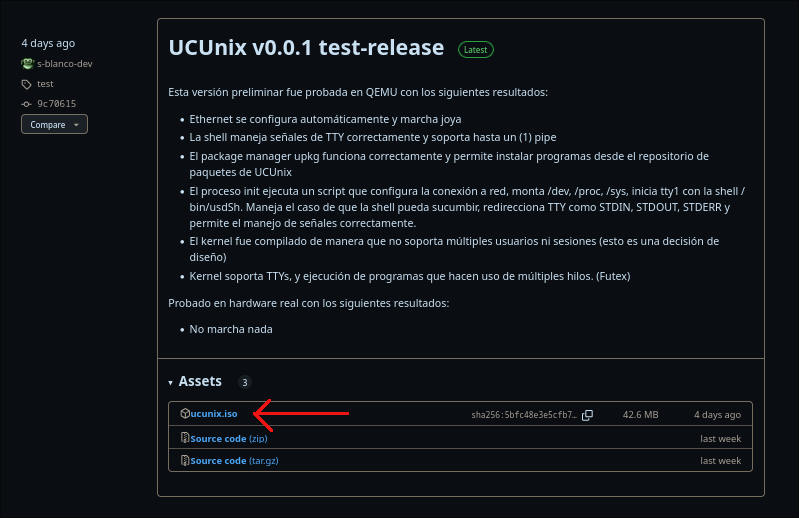 4 days ago
s-blanco-dev
test
9c70615
Compare
UCUnix v0.0.1 test-release
Latest
Esta versión preliminar fue probada en QEMU con los siguientes resultados:
• Ethernet se configura automáticamente y marcha joya
• La shell maneja señales de TTY correctamente y soporta hasta un (1) pipe
• El package manager upkg funciona correctamente y permite instalar programas desde el repositorio de
paquetes de UCUnix
• El proceso init ejecuta un script que configura la conexión a red, monta /dev, /proc, /sys, inicia tty1 con la shell /
bin/usdSh. Maneja el caso de que la shell pueda sucumbir, redirecciona TTY como STDIN, STDOUT, STDERR y
permite el manejo de señales correctamente.
• El kernel fue compilado de manera que no soporta múltiples usuarios ni sesiones (esto es una decisión de
diseño)
• Kernel soporta TTYs, y ejecución de programas que hacen uso de múltiples hilos. (Futex)
Probado en hardware real con los siguientes resultados:
• No marcha nada
Assets 3
ucunix.iso sha256:5bfc48e3e5cfb7… 42.6 MB 4 days ago
Source code (zip) last week
Source code (tar.gz) last week